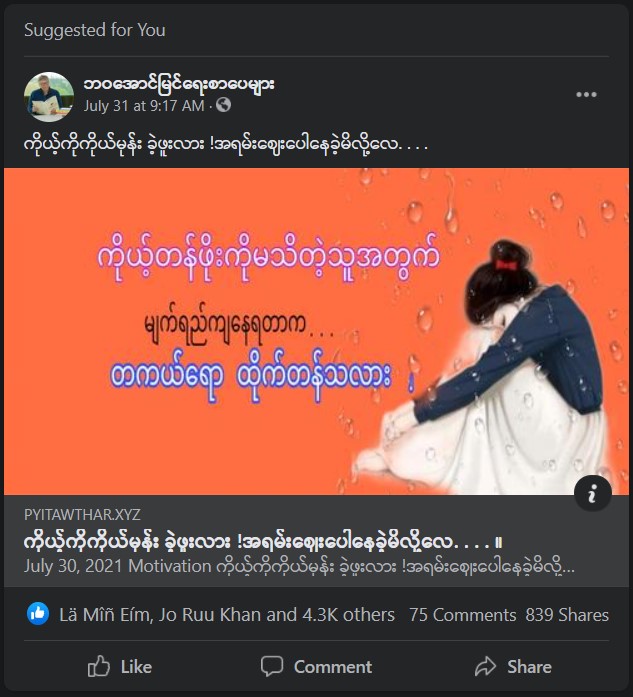 Suggested for You
ဘဝအောင်မြင်ရေးစာပေများ
July 31 at 9:17 AM ·
ကိုယ့်ကိုကိုယ်မုန်း ခဲ့ဖူးလား !အရမ်းဈေးပေါနေခဲ့မိလို့လေ. . . .
ကိုယ့်တန်ဖိုးကိုမသိတဲ့သူအတွက်
မျက်ရည်ကျနေရတာက . . .
တကယ်ရော ထိုက်တန်သလား ;
PYITAWTHAR.XYZ
ကိုယ့်ကိုကိုယ်မုန်း ခဲ့ဖူးလား !အရမ်းဈေးပေါနေခဲ့မိလို့လေ. . . . ။
July 30, 2021 Motivation ကိုယ့်ကိုကိုယ်မုန်း ခဲ့ဖူးလား !အရမ်းဈေးပေါနေခဲ့မိလို့...
Lä Mîñ Eím, Jo Ruu Khan and 4.3K others 75 Comments 839 Shares
Like Comment Share